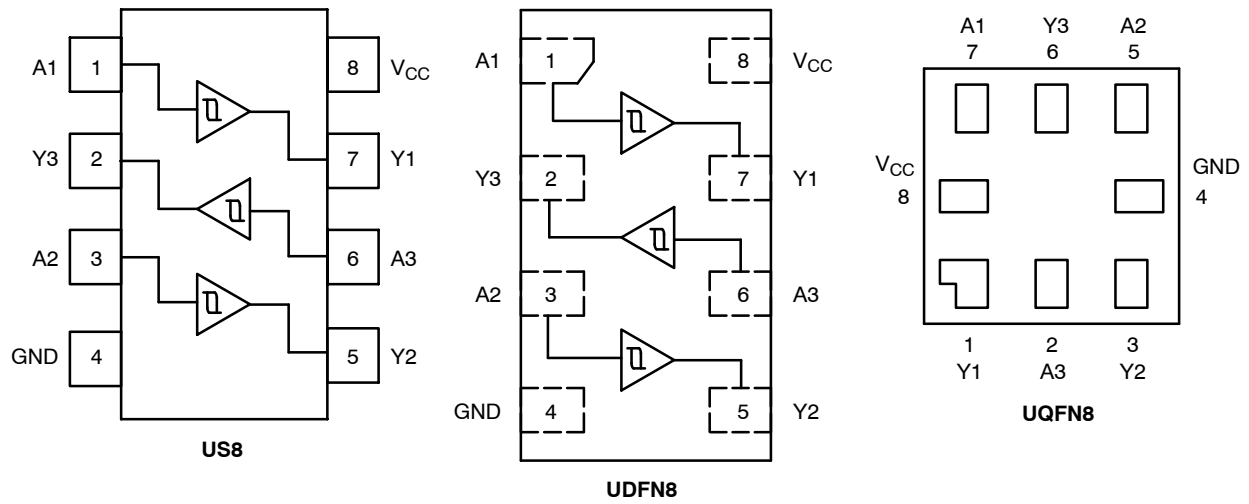 A1 1 8 VCC
Y3 2 7 Y1
A2 3 6 A3
GND 4 5 Y2
US8
A1 1 8 VCC
Y3 2 7 Y1
A2 3 6 A3
GND 4 5 Y2
UDFN8
A1 Y3 A2
7 6 5
VCC GND
8 4
1 2 3
Y1 A3 Y2
UQFN8